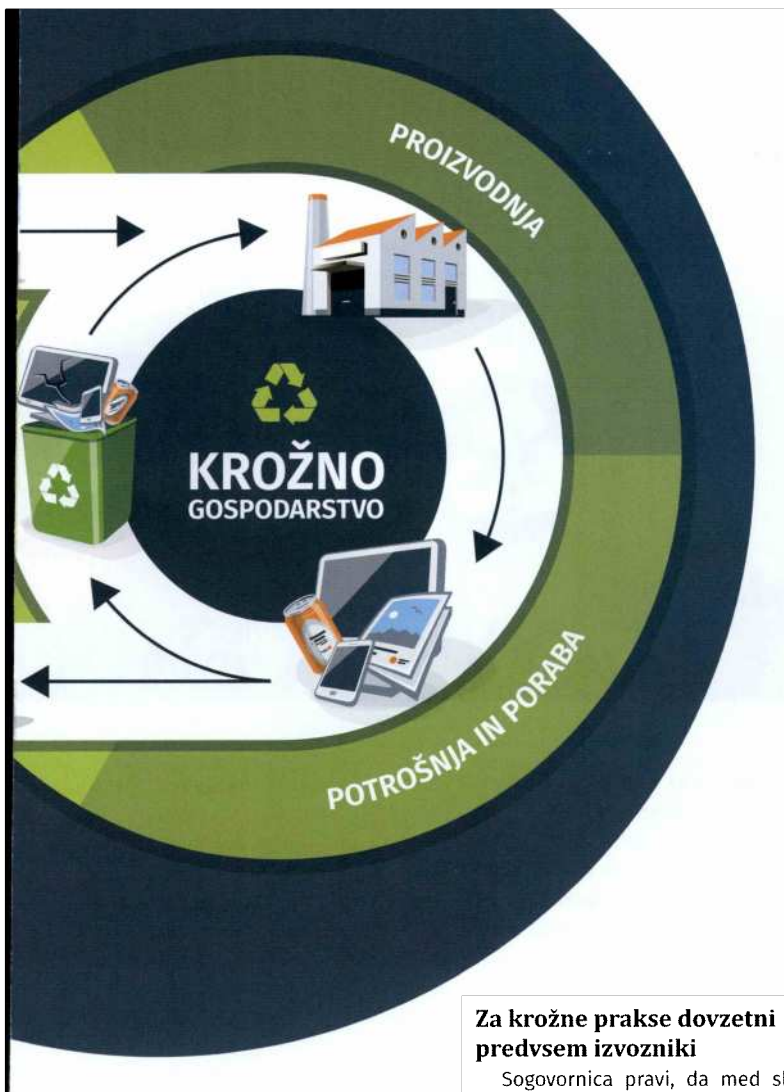 PROIZVODNJA
KROŽNO
GOSPODARSTVO
POTROŠNJA IN PORABA
Za krožne prakse dovzetni
predvsem izvozniki
Sogovornica pravi, da med